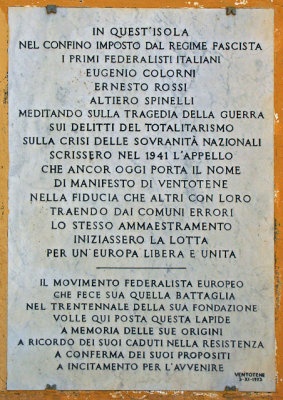 IN QUEST'ISOLA
NEL CONFINO IMPOSTO DAL REGIME FASCISTA
I PRIMI FEDERALISTI ITALIANI
EUGENIO COLORNI
ERNESTO ROSSI
ALTIERO SPINELLI
MEDITANDO SULLA TRAGEDIA DELLA GUERRA
SUI DELITTI DEL TOTALITARISMO
SULLA CRISI DELLE SOVRANITÀ NAZIONALI
SCRISSERO NEL 1941 L'APPELLO
CHE ANCOR OGGI PORTA IL NOME
DI MANIFESTO DI VENTOTENE
NELLA FIDUCIA CHE ALTRI CON LORO
TRAENDO DAI COMUNI ERRORI
LO STESSO AMMAESTRAMENTO
INIZIASSERO LA LOTTA
PER UN'EUROPA LIBERA E UNITA
IL MOVIMENTO FEDERALISTA EUROPEO
CHE FECE SUA QUELLA BATTAGLIA
NEL TRENTENNALE DELLA SUA FONDAZIONE
VOLLE QUI POSTA QUESTA LAPIDE
A MEMORIA DELLE SUE ORIGINI
A RICORDO DEI SUOI CADUTI NELLA RESISTENZA
A CONFERMA DEI SUOI PROPOSITI
A INCITAMENTO PER L'AVVENIRE
VENTOTENE
3-XI-1973